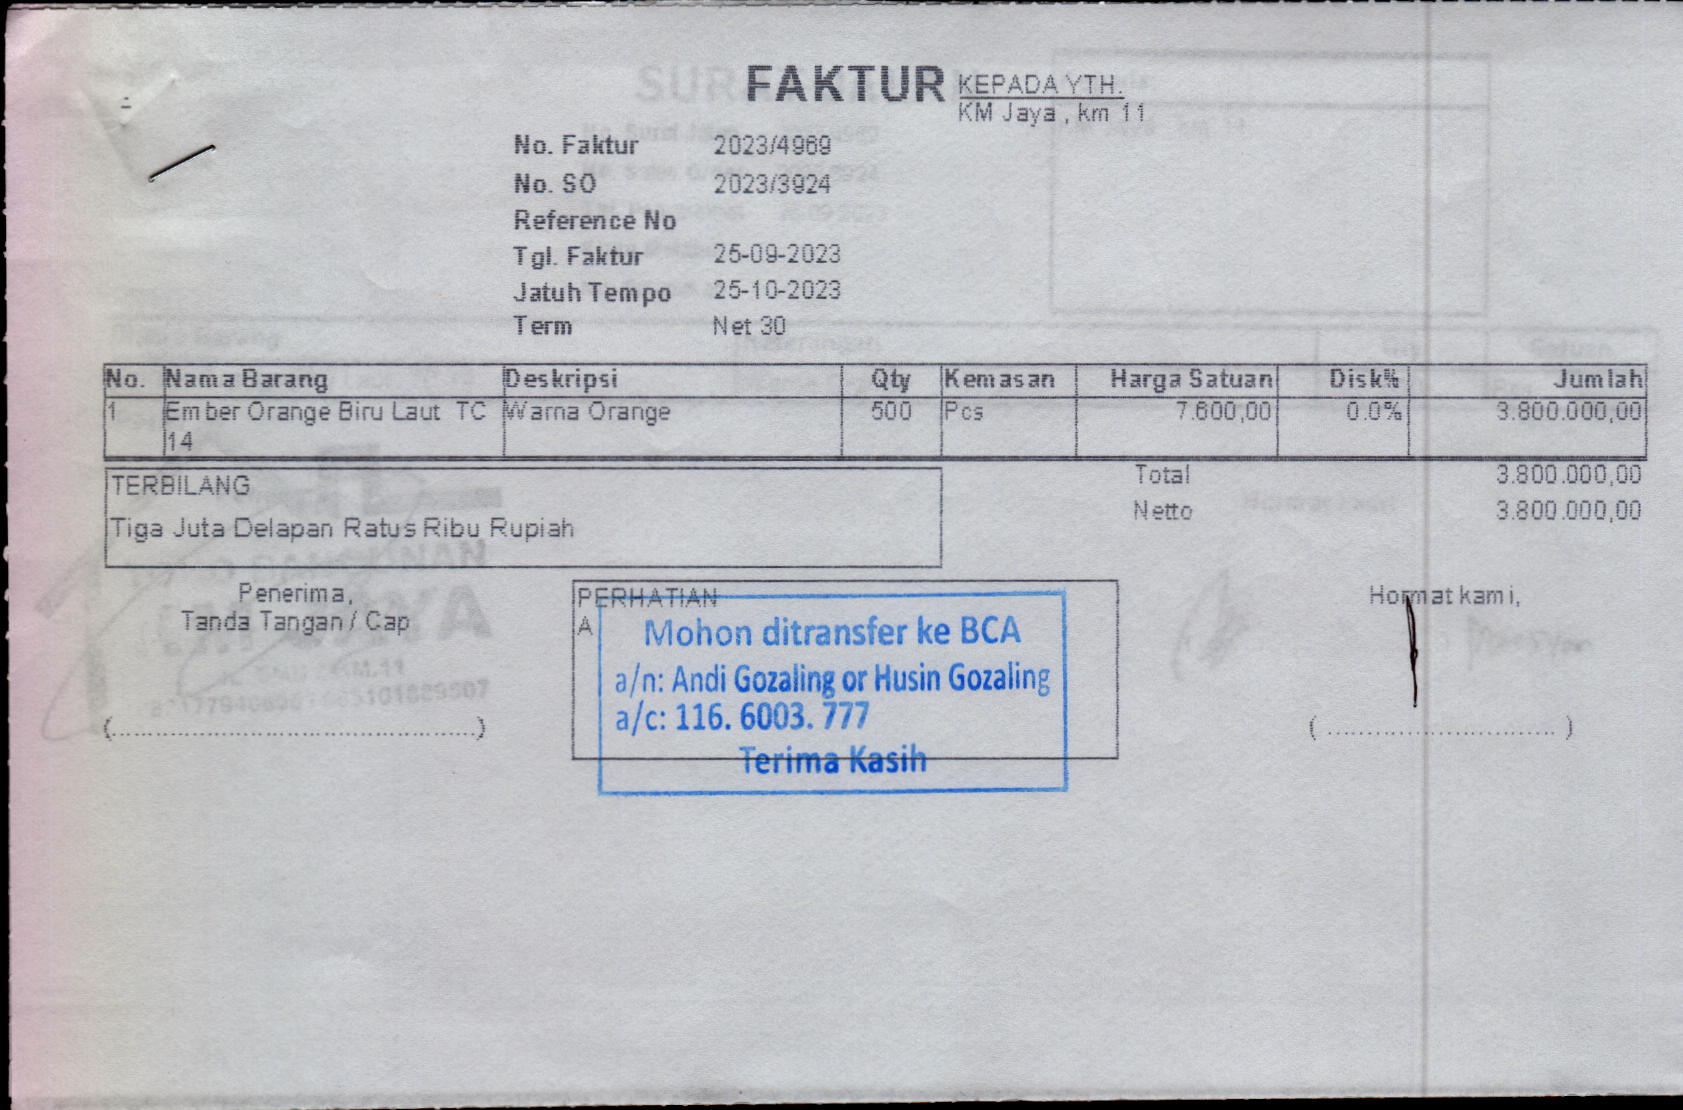 FAKTUR
KEPADA YTH.
KM Jaya , km 11
No. Faktur 2023/4969
No. SO 2023/3924
Reference No
Tgl. Faktur 25-09-2023
Jatuh Tempo 25-10-2023
Term Net 30
No. Nama Barang Deskripsi Qty Kemasan Harga Satuan Disk% Jumlah
1 Ember Orange Biru Laut TC Warna Orange 500 Pcs 7.600,00 0.0% 3.800.000,00
14
Total 3.800.000,00
Netto 3.800.000,00
TERBILANG
Tiga Juta Delapan Ratus Ribu Rupiah
Penerima,
Tanda Tangan / Cap
(..............................................)
PERHATIAN
A
Mohon ditransfer ke BCA
a/n: Andi Gozaling or Husin Gozaling
a/c: 116. 6003. 777
Terima Kasih
Hormat kami,
(.............................)